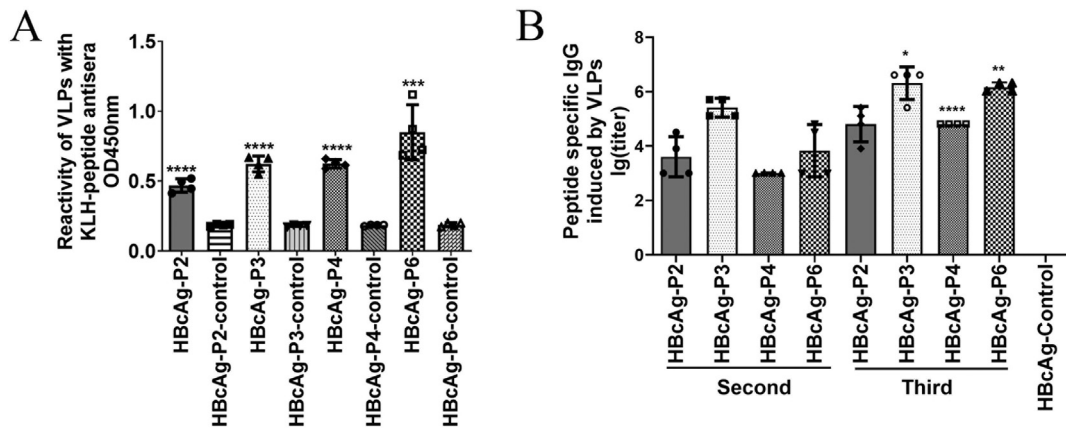 A
Reactivity of VLPs with
KLH-peptide antisera
OD450nm
1.5
1.0
0.5
0.0
****
****
****
***
HBcAg-P2
HBcAg-P2-control
HBcAg-P3
HBcAg-P3-control
HBcAg-P4
HBcAg-P4-control
HBcAg-P6
HBcAg-P6-control
B
Peptide specific IgG
induced by VLPs
lg(titer)
8
6
4
2
0
*
****
**
HBcAg-P2
HBcAg-P3
HBcAg-P4
HBcAg-P6
HBcAg-P2
HBcAg-P3
HBcAg-P4
HBcAg-P6
HBcAg-Control
Second
Third